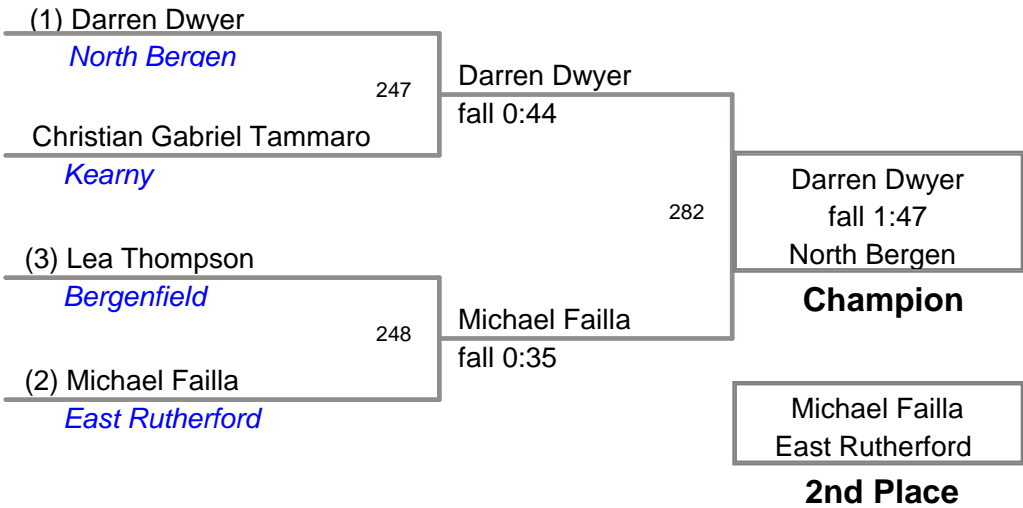 (1) Darren Dwyer
North Bergen
247
Darren Dwyer
fall 0:44
Christian Gabriel Tammaro
Kearny
282
Darren Dwyer
fall 1:47
North Bergen
Champion
(3) Lea Thompson
Bergenfield
248
Michael Failla
fall 0:35
(2) Michael Failla
East Rutherford
Michael Failla
East Rutherford
2nd Place